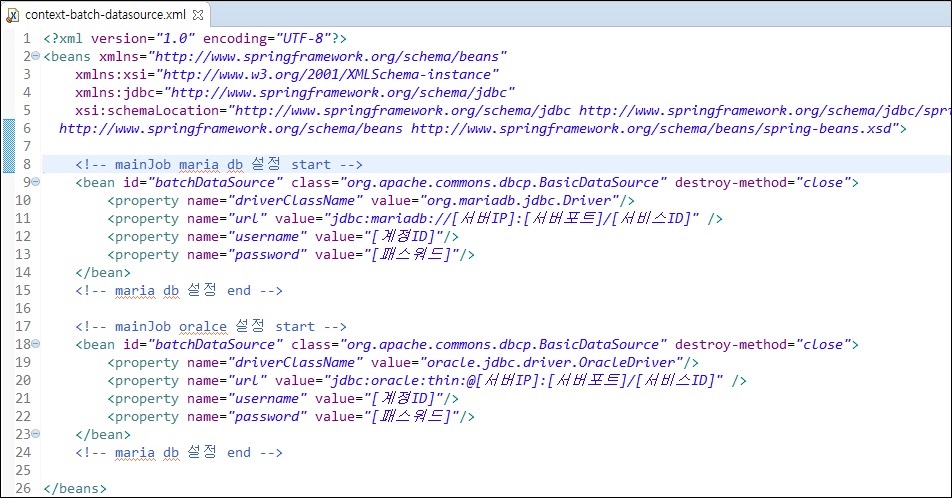 context-batch-datasource.xml
1 <?xml version="1.0" encoding="UTF-8"?>
2 <beans xmlns="http://www.springframework.org/schema/beans"
3 xmlns:xsi="http://www.w3.org/2001/XMLSchema-instance"
4 xmlns:jdbc="http://www.springframework.org/schema/jdbc"
5 xsi:schemaLocation="http://www.springframework.org/schema/jdbc http://www.springframework.org/schema/jdbc/spr
6 http://www.springframework.org/schema/beans http://www.springframework.org/schema/beans/spring-beans.xsd">
7
8 <!-- mainJob maria db 설정 start -->
9 <bean id="batchDataSource" class="org.apache.commons.dbcp.BasicDataSource" destroy-method="close">
10 <property name="driverClassName" value="org.mariadb.jdbc.Driver"/>
11 <property name="url" value="jdbc:mariadb://[서버IP]:[서버포트]/[서비스ID]" />
12 <property name="username" value="[계정ID]"/>
13 <property name="password" value="[패스워드]"/>
14 </bean>
15 <!-- maria db 설정 end -->
16
17 <!-- mainJob oralce 설정 start -->
18 <bean id="batchDataSource" class="org.apache.commons.dbcp.BasicDataSource" destroy-method="close">
19 <property name="driverClassName" value="oracle.jdbc.driver.OracleDriver"/>
20 <property name="url" value="jdbc:oracle:thin:@[서버IP]:[서버포트]/[서비스ID]" />
21 <property name="username" value="[계정ID]"/>
22 <property name="password" value="[패스워드]"/>
23 </bean>
24 <!-- maria db 설정 end -->
25
26 </beans>